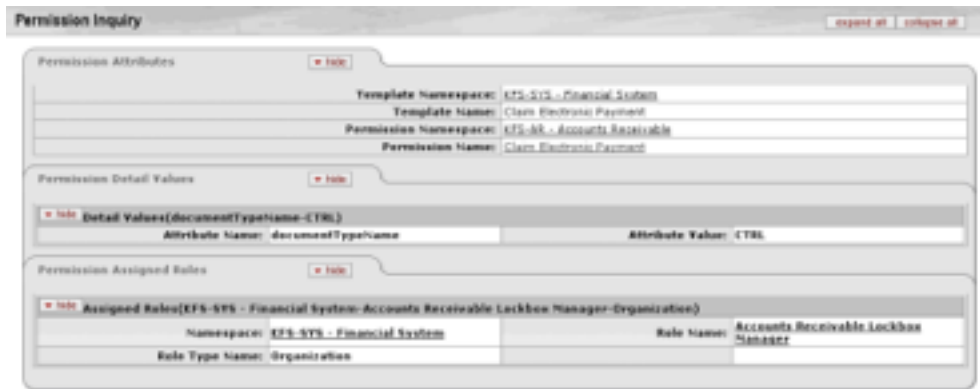 Permission Inquiry
expand all collapse all
Permission Attributes
▼ hide
Template Namespace: KFS-SYS - Financial System
Template Name: Claim Electronic Payment
Permission Namespace: KFS-AR - Accounts Receivable
Permission Name: Claim Electronic Payment
Permission Detail Values
▼ hide
▼ hide Detail Values(documentTypeName-CTRL)
Attribute Name: documentTypeName Attribute Value: CTRL
Permission Assigned Roles
▼ hide
▼ hide Assigned Roles(KFS-SYS - Financial System-Accounts Receivable Lockbox Manager-Organization)
Namespace: KFS-SYS - Financial System Role Name: Accounts Receivable Lockbox
Manager
Role Type Name: Organization